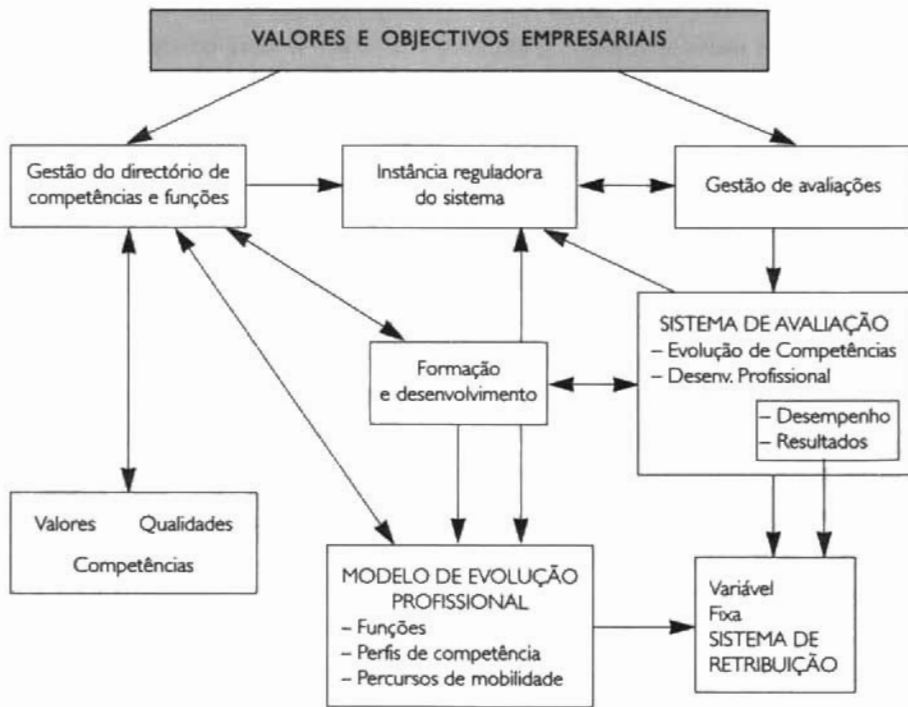 VALORES E OBJECTIVOS EMPRESARIAIS
Gestão do directório de
competências e funções
Instância reguladora
do sistema
Gestão de avaliações
SISTEMA DE AVALIAÇÃO
– Evolução de Competências
– Desenv. Profissional
– Desempenho
– Resultados
Formação
e desenvolvimento
Valores Qualidades
Competências
MODELO DE EVOLUÇÃO
PROFISSIONAL
– Funções
– Perfis de competência
– Percursos de mobilidade
Variável
Fixa
SISTEMA DE
RETRIBUIÇÃO